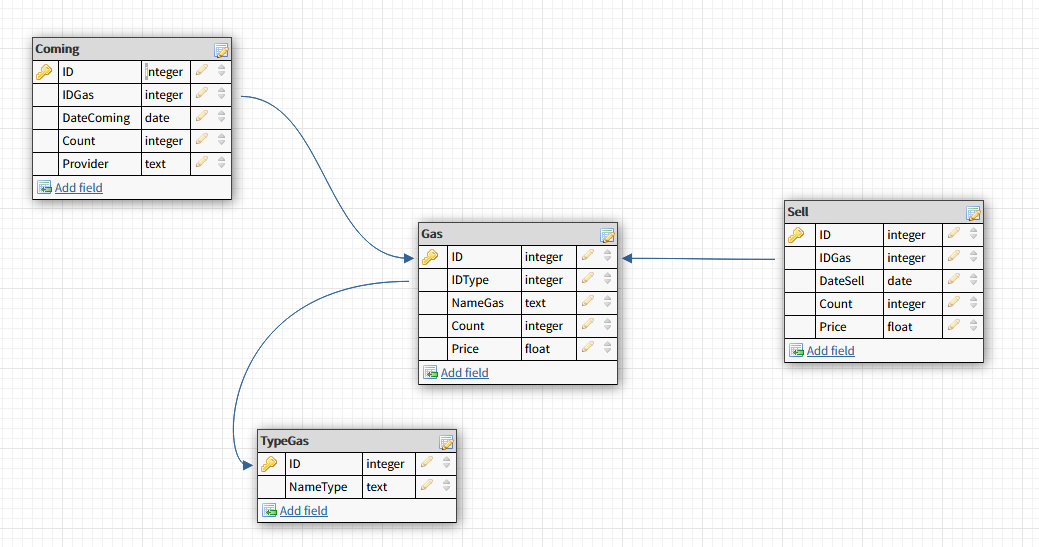 Coming
ID integer
IDGas integer
DateComing date
Count integer
Provider text
Add field
Gas
ID integer
IDType integer
NameGas text
Count integer
Price float
Add field
Sell
ID integer
IDGas integer
DateSell date
Count integer
Price float
Add field
TypeGas
ID integer
NameType text
Add field